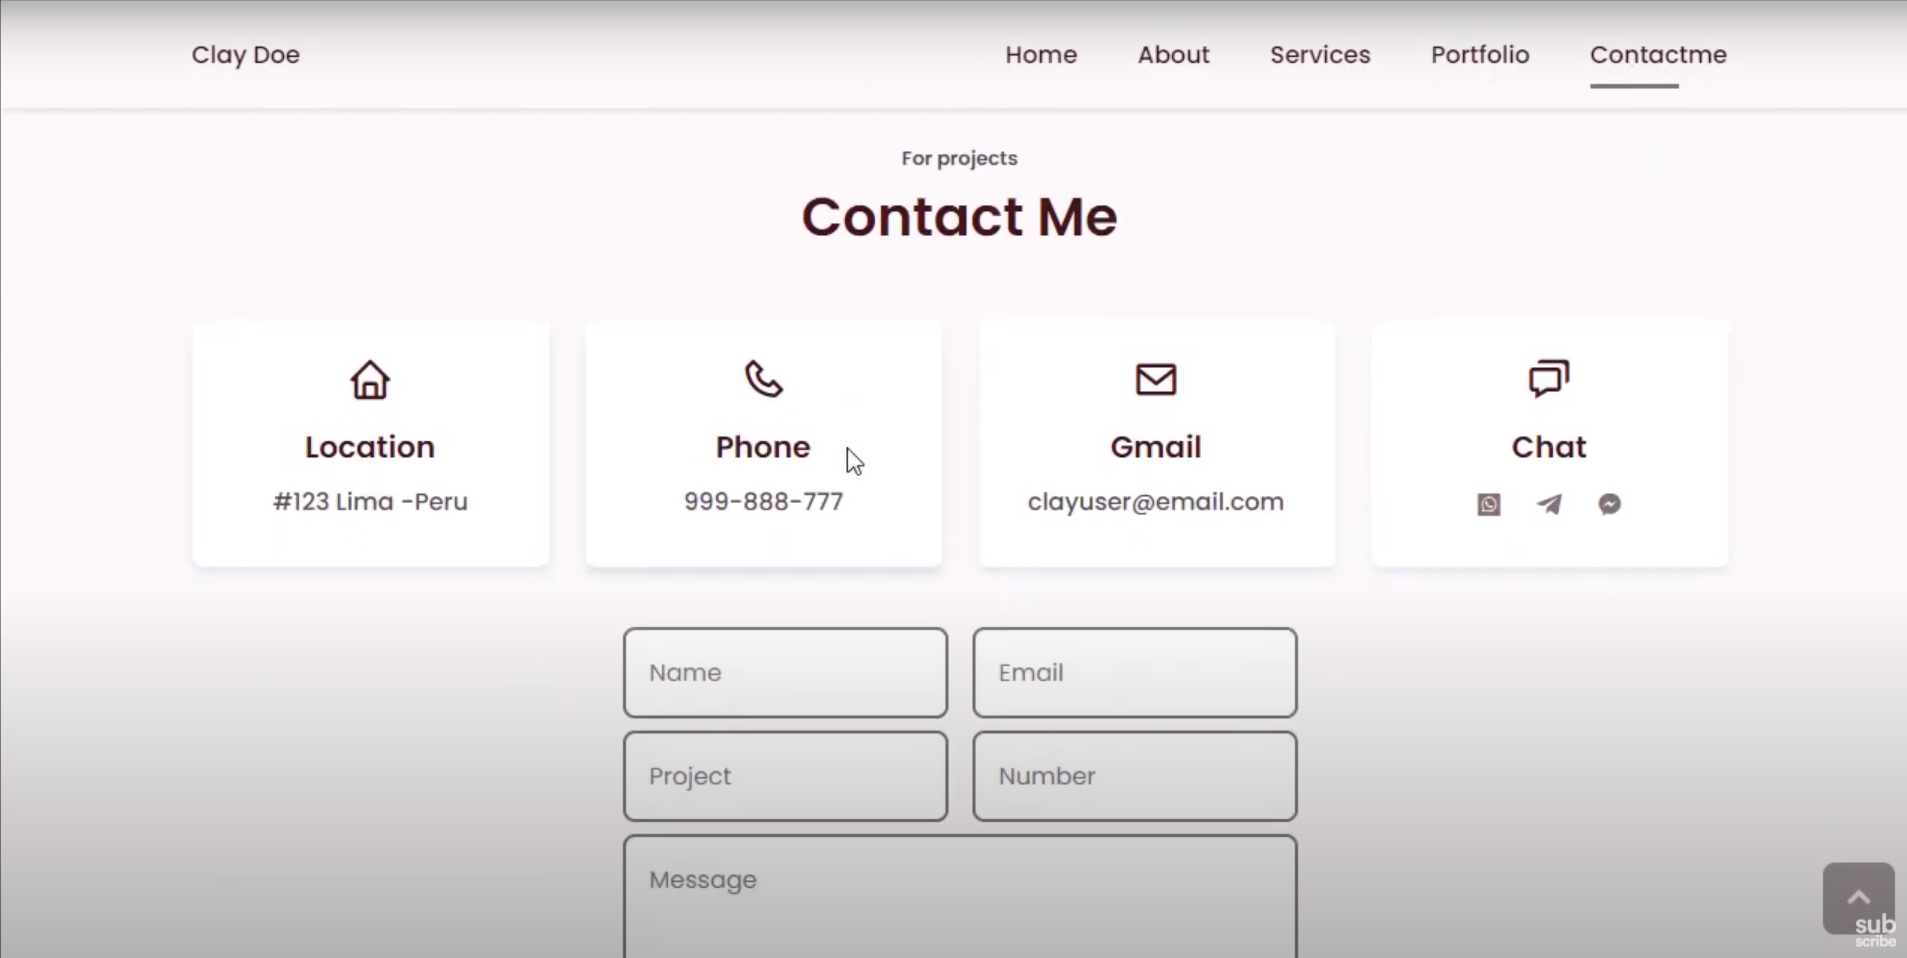 Clay Doe
Home
About
Services
Portfolio
Contactme
For projects
Contact Me
Location
#123 Lima -Peru
Phone
999-888-777
Gmail
clayuser@email.com
Chat
Name
Email
Project
Number
Message
sub
scribe